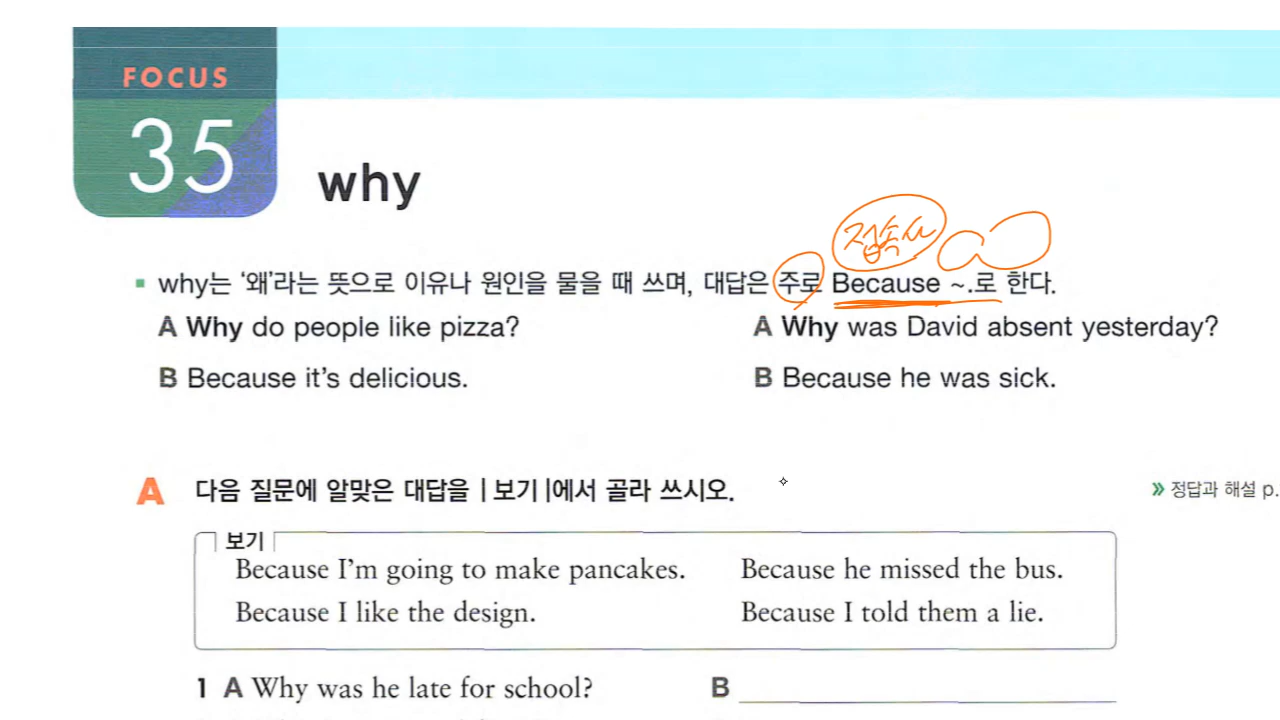 FOCUS
35
why
접속사
why는 '왜'라는 뜻으로 이유나 원인을 물을 때 쓰며, 대답은 주로 Because ~.로 한다.
A Why do people like pizza?
B Because it's delicious.
A Why was David absent yesterday?
B Because he was sick.
A 다음 질문에 알맞은 대답을 |보기|에서 골라 쓰시오.
» 정답과 해설 p.
보기
Because I'm going to make pancakes.
Because he missed the bus.
Because I like the design.
Because I told them a lie.
1 A Why was he late for school?
B